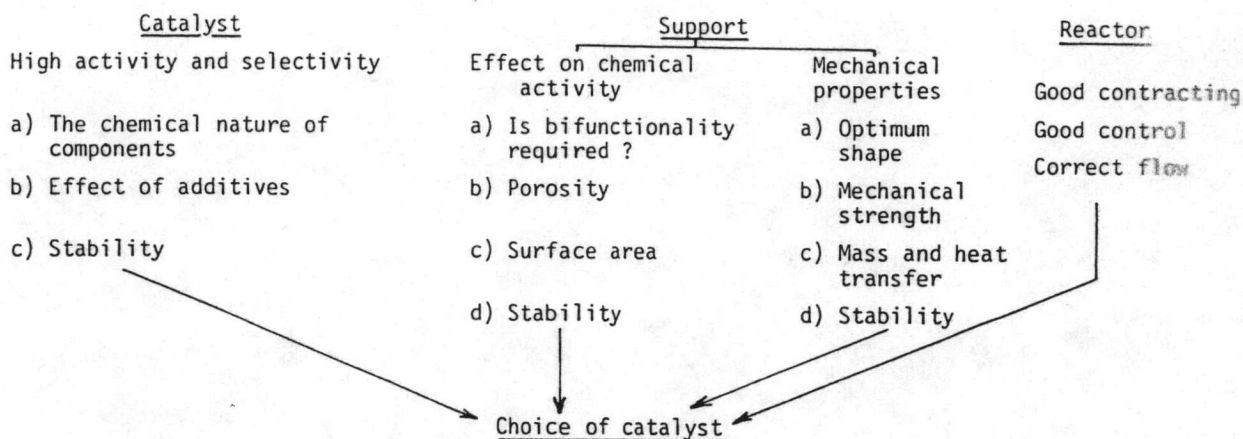 Catalyst
High activity and selectivity
a) The chemical nature of
components
b) Effect of additives
c) Stability
Support
Effect on chemical
activity
a) Is bifunctionality
required ?
b) Porosity
c) Surface area
d) Stability
Mechanical
properties
a) Optimum
shape
b) Mechanical
strength
c) Mass and heat
transfer
d) Stability
Reactor
Good contracting
Good control
Correct flow
Choice of catalyst